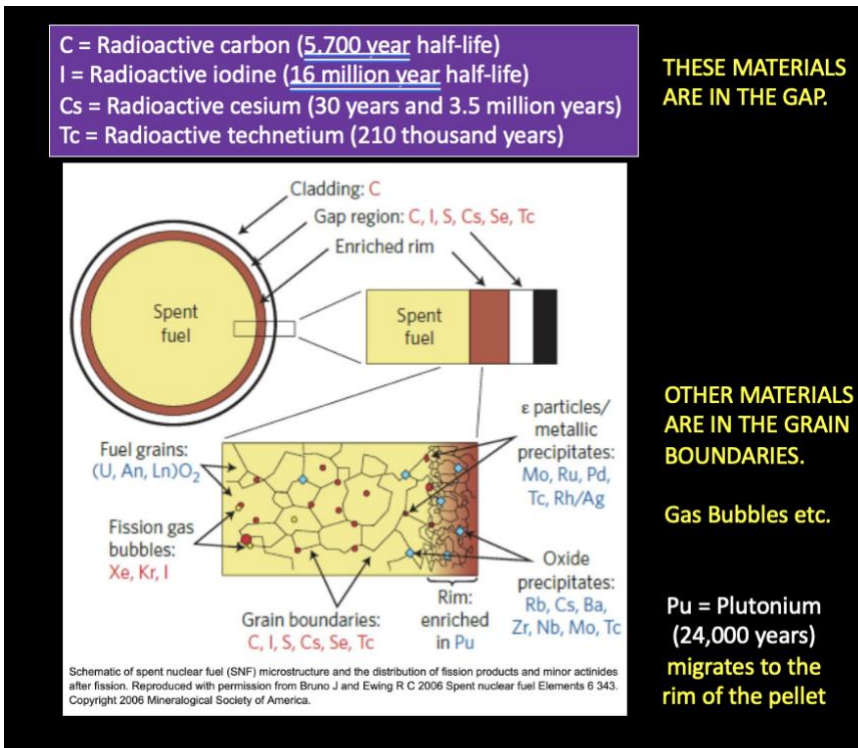 C = Radioactive carbon (5,700 year half-life)
I = Radioactive iodine (16 million year half-life)
Cs = Radioactive cesium (30 years and 3.5 million years)
Tc = Radioactive technetium (210 thousand years)
THESE MATERIALS
ARE IN THE GAP.
Cladding: C
Gap region: C, I, S, Cs, Se, Tc
Enriched rim
Spent
fuel
Spent
fuel
Fuel grains:
(U, An, Ln)O₂
Fission gas
bubbles:
Xe, Kr, I
Grain boundaries:
C, I, S, Cs, Se, Tc
Rim:
enriched
in Pu
ε particles/
metallic
precipitates:
Mo, Ru, Pd,
Tc, Rh/Ag
Oxide
precipitates:
Rb, Cs, Ba,
Zr, Nb, Mo, Tc
Schematic of spent nuclear fuel (SNF) microstructure and the distribution of fission products and minor actinides
after fission. Reproduced with permission from Bruno J and Ewing R C 2006 Spent nuclear fuel Elements 6 343.
Copyright 2006 Mineralogical Society of America.
OTHER MATERIALS
ARE IN THE GRAIN
BOUNDARIES.
Gas Bubbles etc.
Pu = Plutonium
(24,000 years)
migrates to the
rim of the pellet